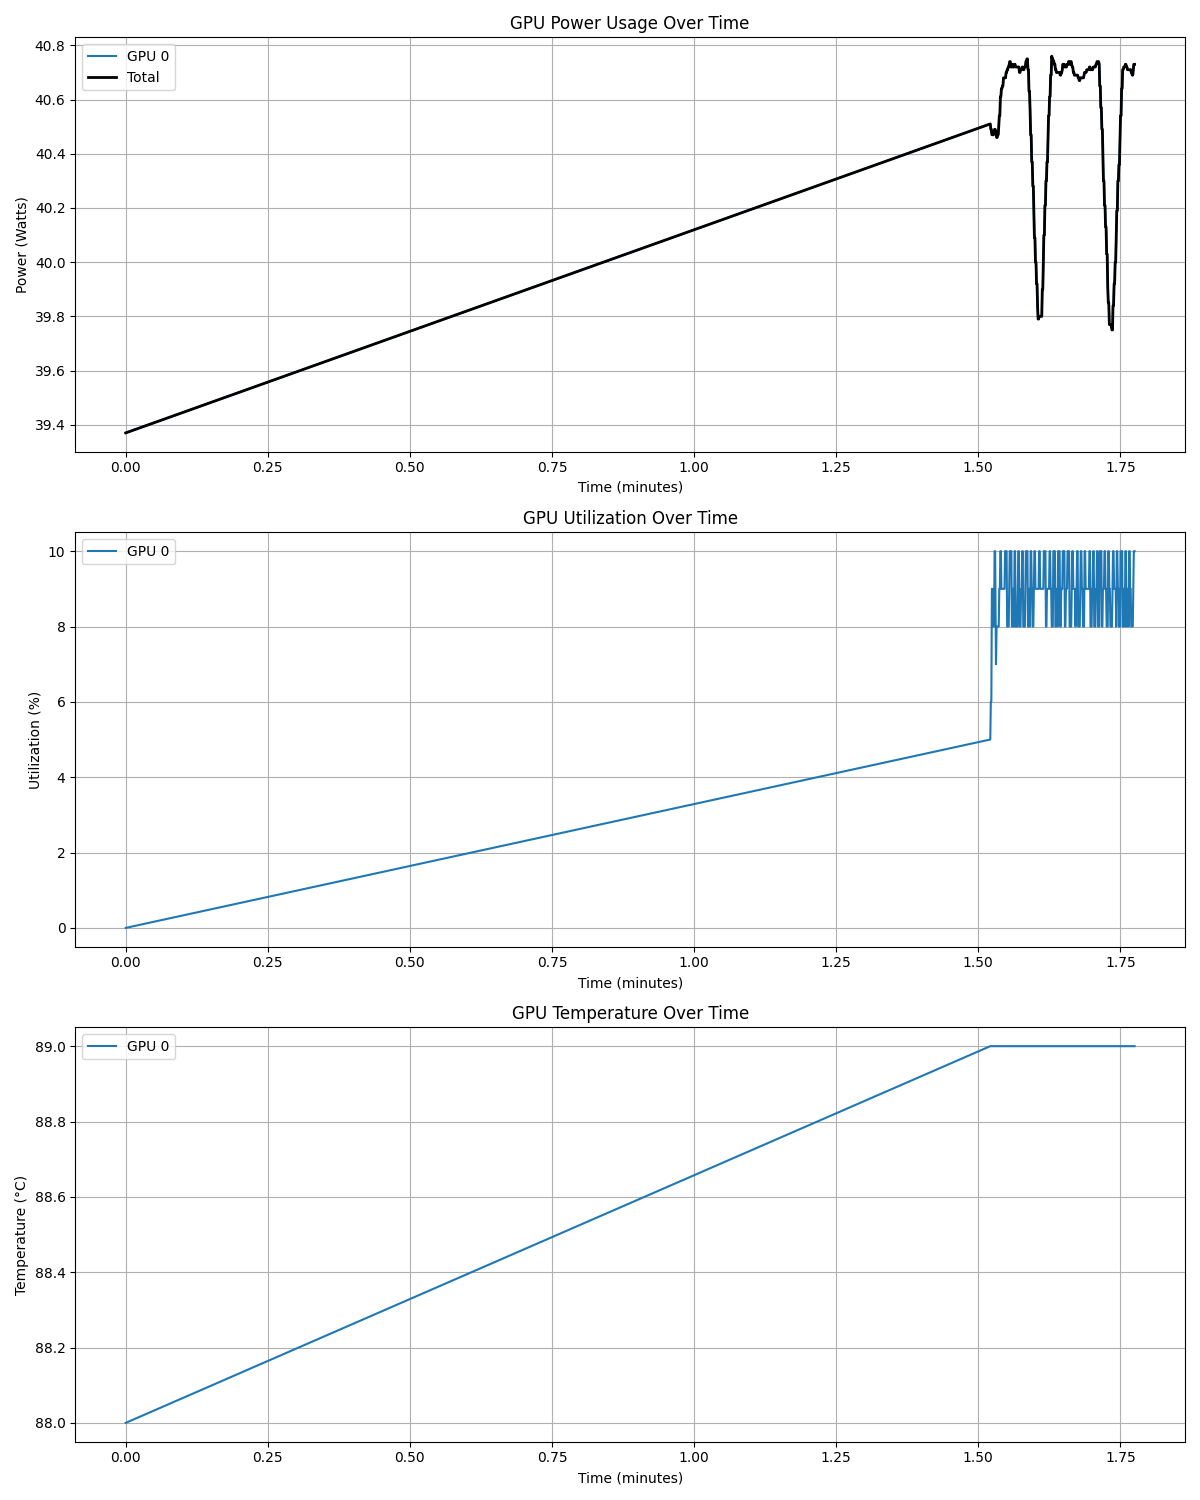 GPU Power Usage Over Time
GPU 0
Total
40.8
40.6
40.4
40.2
40.0
39.8
39.6
39.4
Power (Watts)
0.00 0.25 0.50 0.75 1.00 1.25 1.50 1.75
Time (minutes)
GPU Utilization Over Time
GPU 0
10
8
6
4
2
0
Utilization (%)
0.00 0.25 0.50 0.75 1.00 1.25 1.50 1.75
Time (minutes)
GPU Temperature Over Time
GPU 0
89.0
88.8
88.6
88.4
88.2
88.0
Temperature (°C)
0.00 0.25 0.50 0.75 1.00 1.25 1.50 1.75
Time (minutes)